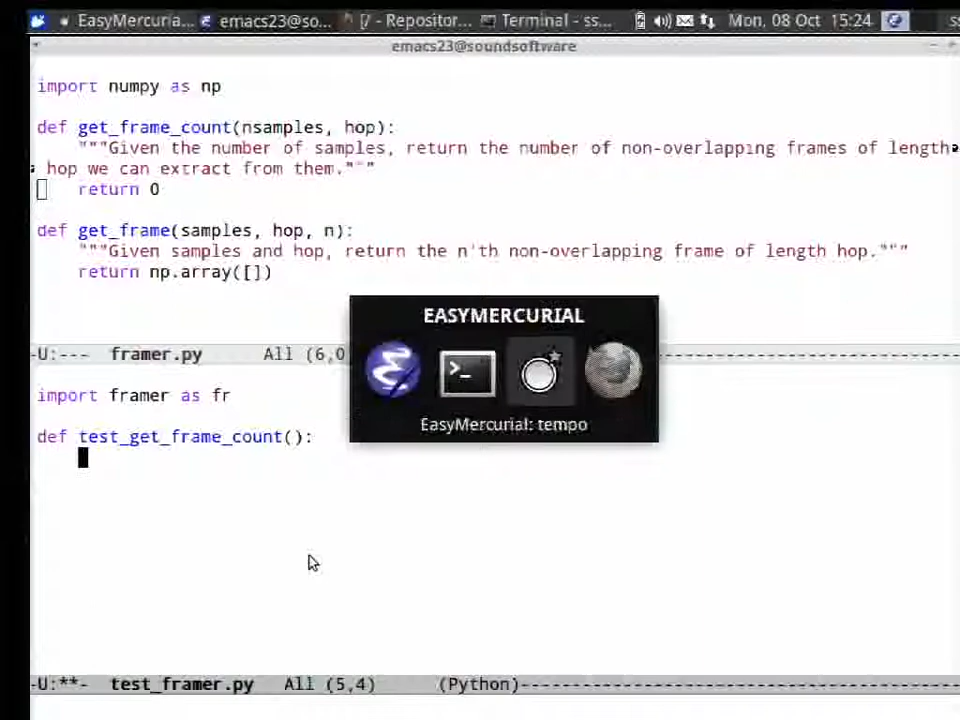 EasyMercuria... emacs23@so... [/ - Repositor... Terminal - ss... Mon, 08 Oct 15:24
emacs23@soundsoftware
import numpy as np
def get_frame_count(nsamples, hop):
"""Given the number of samples, return the number of non-overlapping frames of length
hop we can extract from them."""
return 0
def get_frame(samples, hop, n):
"""Given samples and hop, return the n'th non-overlapping frame of length hop."""
return np.array([])
EASYMERCURIAL
EasyMercurial: tempo
-U:--- framer.py All (6,0
import framer as fr
def test_get_frame_count():
-U:**- test_framer.py All (5,4) (Python)